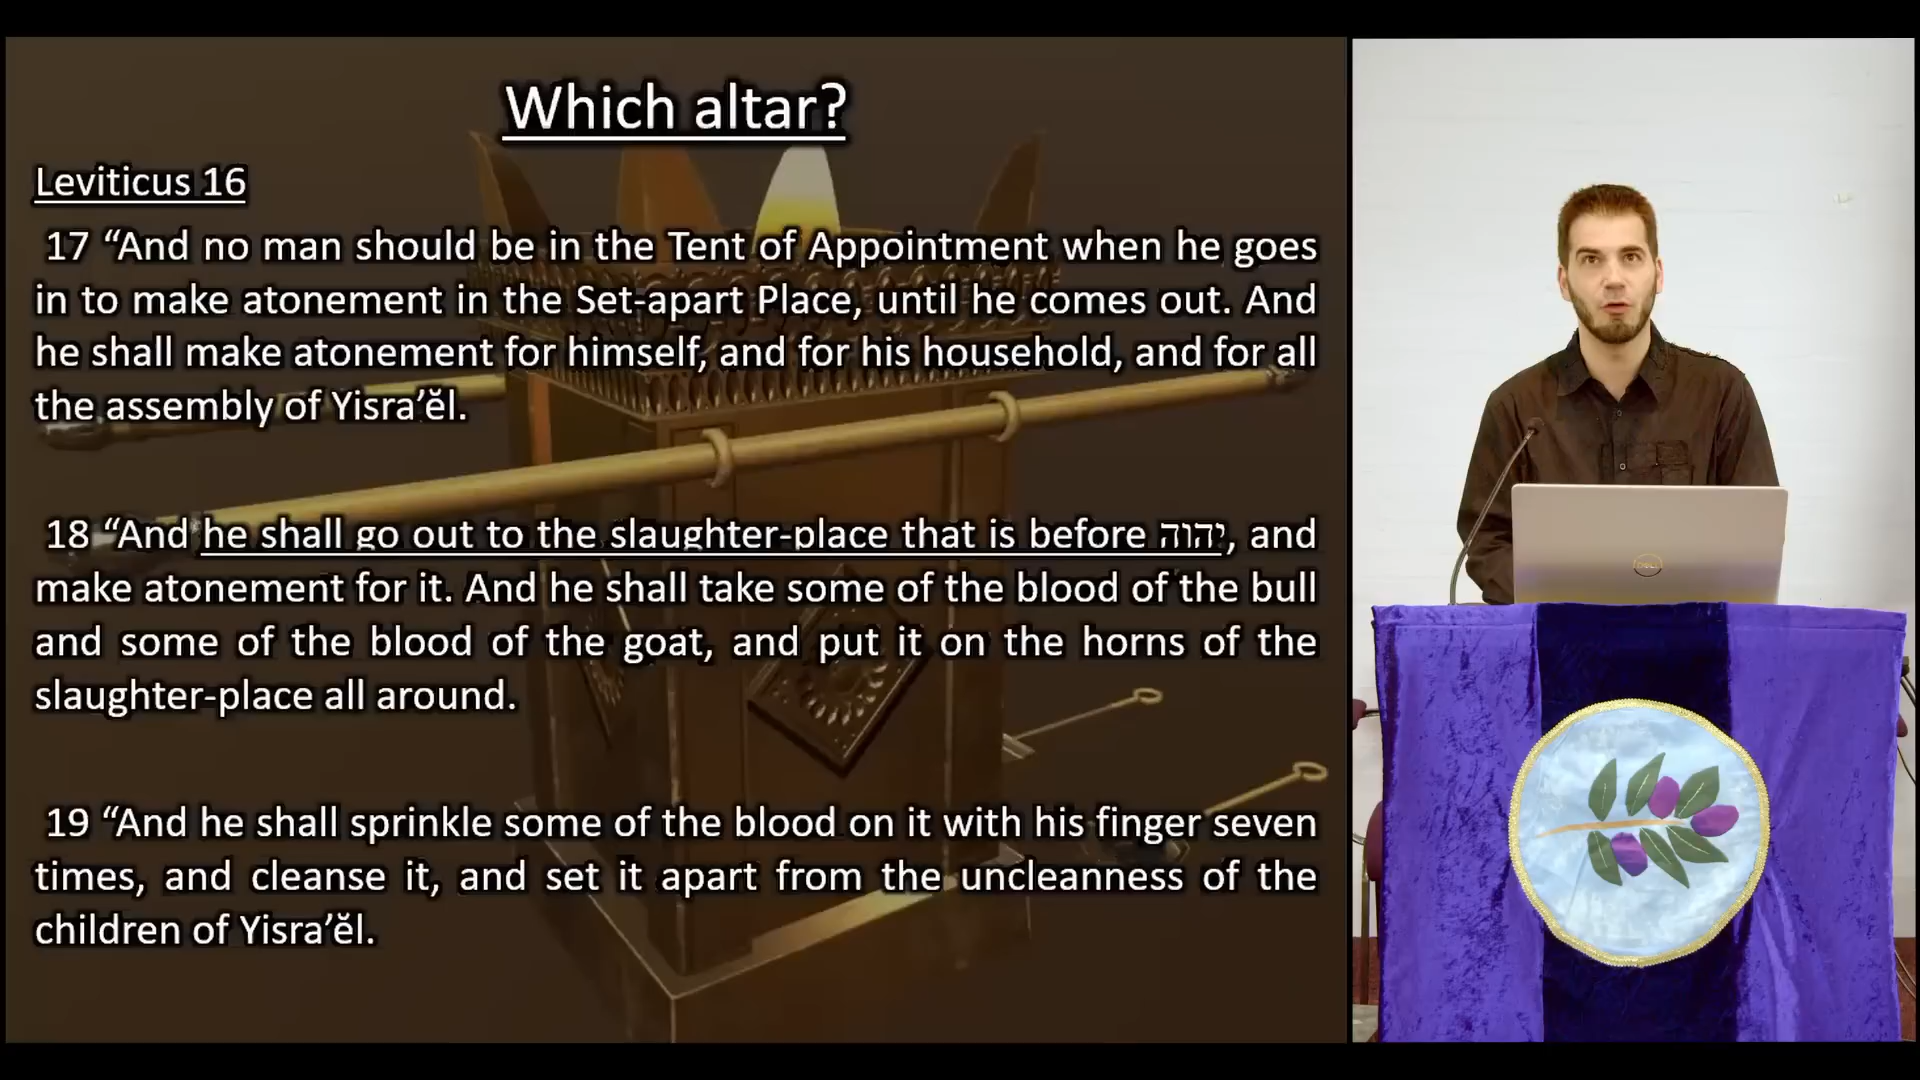 Which altar?
Leviticus 16
17 “And no man should be in the Tent of Appointment when he goes
in to make atonement in the Set-apart Place, until he comes out. And
he shall make atonement for himself, and for his household, and for all
the assembly of Yisra’ĕl.
18 “And he shall go out to the slaughter-place that is before יהוה, and
make atonement for it. And he shall take some of the blood of the bull
and some of the blood of the goat, and put it on the horns of the
slaughter-place all around.
19 “And he shall sprinkle some of the blood on it with his finger seven
times, and cleanse it, and set it apart from the uncleanness of the
children of Yisra’ĕl.
DELL